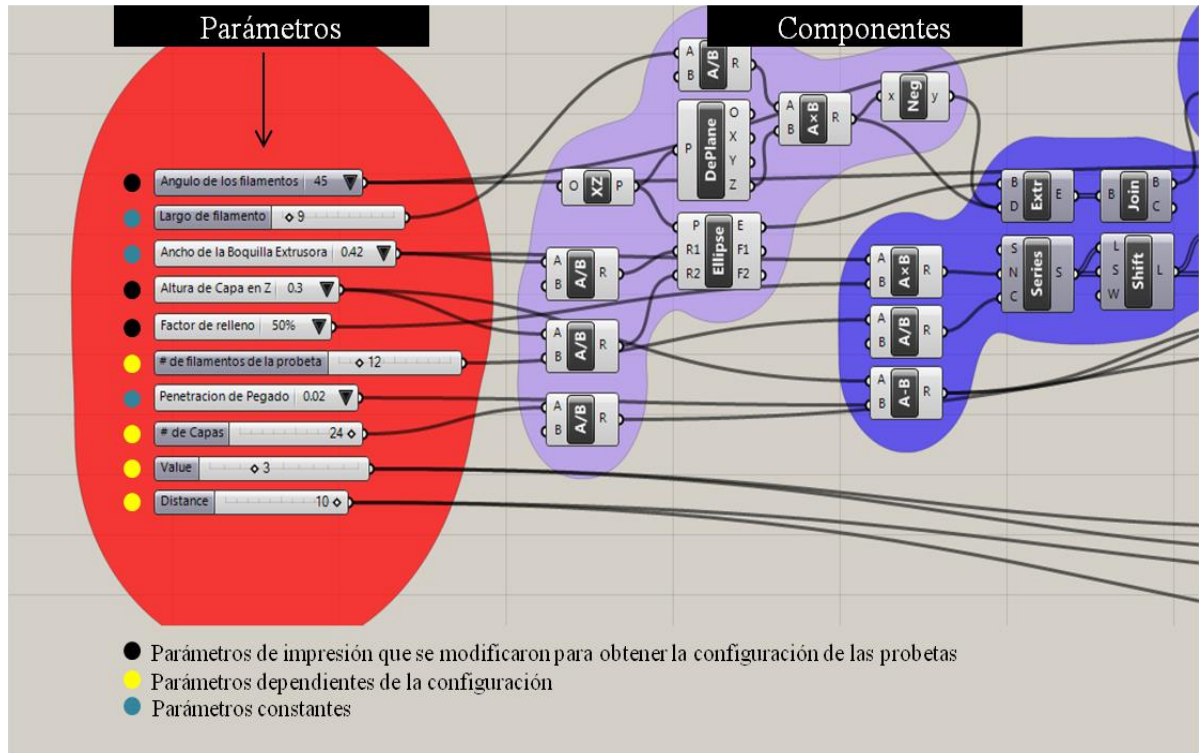 Parámetros
Componentes
Angulo de los filamentos 45
Largo de filamento 9
Ancho de la Boquilla Extrusora 0.42
Altura de Capa en Z 0.3
Factor de relleno 50%
# de filamentos de la probeta 12
Penetracion de Pegado 0.02
# de Capas 24
Value 3
Distance 10
A B A/B R
P DePlane O X Y Z
A B A×B R
x Neg y
O XZ P
P R1 R2 Ellipse E F1 F2
A B A/B R
A B A/B R
A B A/B R
B D Extr E
B Join B C
A B A×B R
S N C Series S
L S W Shift L
A B A/B R
A B A-B R
Parámetros de impresión que se modificaron para obtener la configuración de las probetas
Parámetros dependientes de la configuración
Parámetros constantes